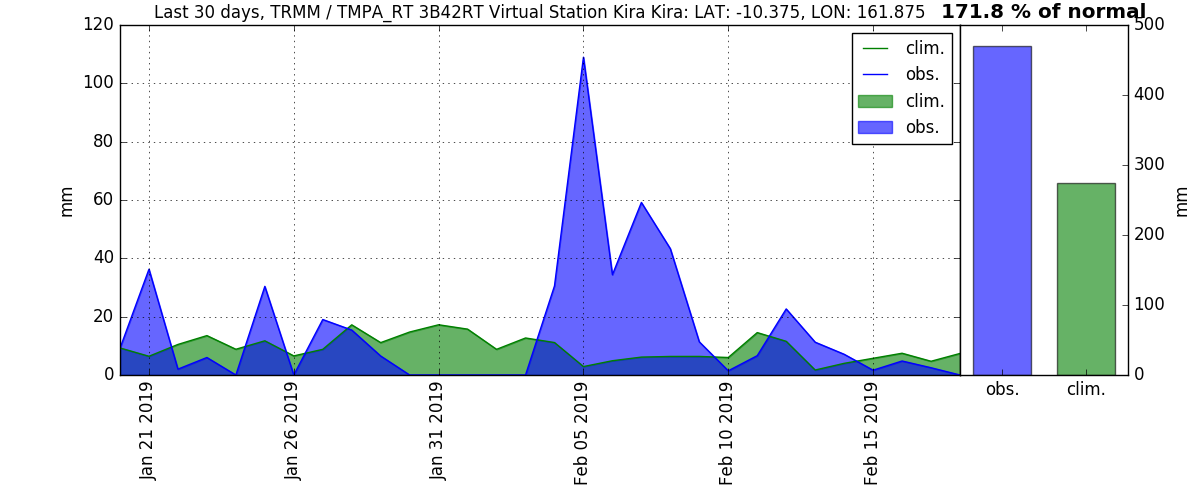 Last 30 days, TRMM / TMPA_RT 3B42RT Virtual Station Kira Kira: LAT: -10.375, LON: 161.875
171.8 % of normal
120
100
80
60
40
20
0
mm
clim.
obs.
clim.
obs.
Jan 21 2019
Jan 26 2019
Jan 31 2019
Feb 05 2019
Feb 10 2019
Feb 15 2019
500
400
300
200
100
0
mm
obs.
clim.